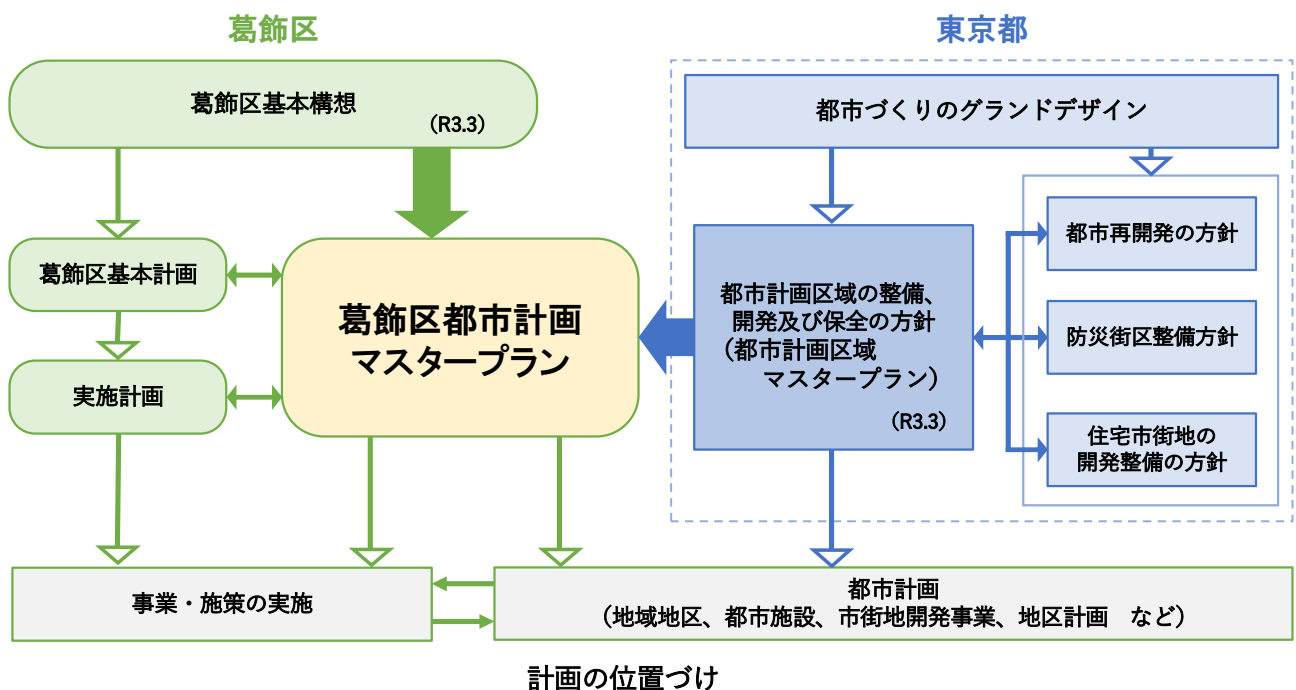 葛飾区
葛飾区基本構想
(R3.3)
葛飾区基本計画
実施計画
葛飾区都市計画
マスタープラン
東京都
都市づくりのグランドデザイン
都市計画区域の整備、
開発及び保全の方針
(都市計画区域
マスタープラン)
(R3.3)
都市再開発の方針
防災街区整備方針
住宅市街地の
開発整備の方針
事業・施策の実施
都市計画
(地域地区、都市施設、市街地開発事業、地区計画　など)
計画の位置づけ